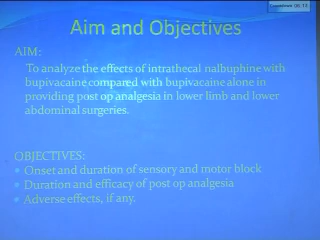 Aim and Objectives
AIM:
To analyze the effects of intrathecal nalbuphine with
bupivacaine compared with bupivacaine alone in
providing post op analgesia in lower limb and lower
abdominal surgeries.
OBJECTIVES:
Onset and duration of sensory and motor block
Duration and efficacy of post op analgesia
Adverse effects, if any.